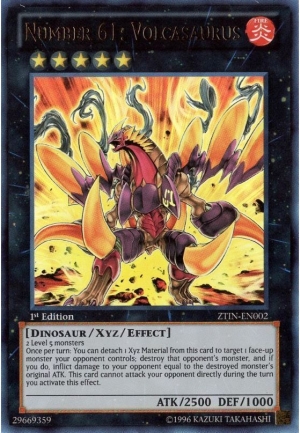 NUMBER 61: VOLCASAURUS
FIRE
炎
61
1st Edition
ZTIN-EN002
[DINOSAUR/XYZ/EFFECT]
2 Level 5 monsters
Once per turn: You can detach 1 Xyz Material from this card to target 1 face-up
monster your opponent controls; destroy that opponent's monster, and if you
do, inflict damage to your opponent equal to the destroyed monster's
original ATK. This card cannot attack your opponent directly during the turn
you activate this effect.
ATK/2500 DEF/1000
29669359
©1996 KAZUKI TAKAHASHI